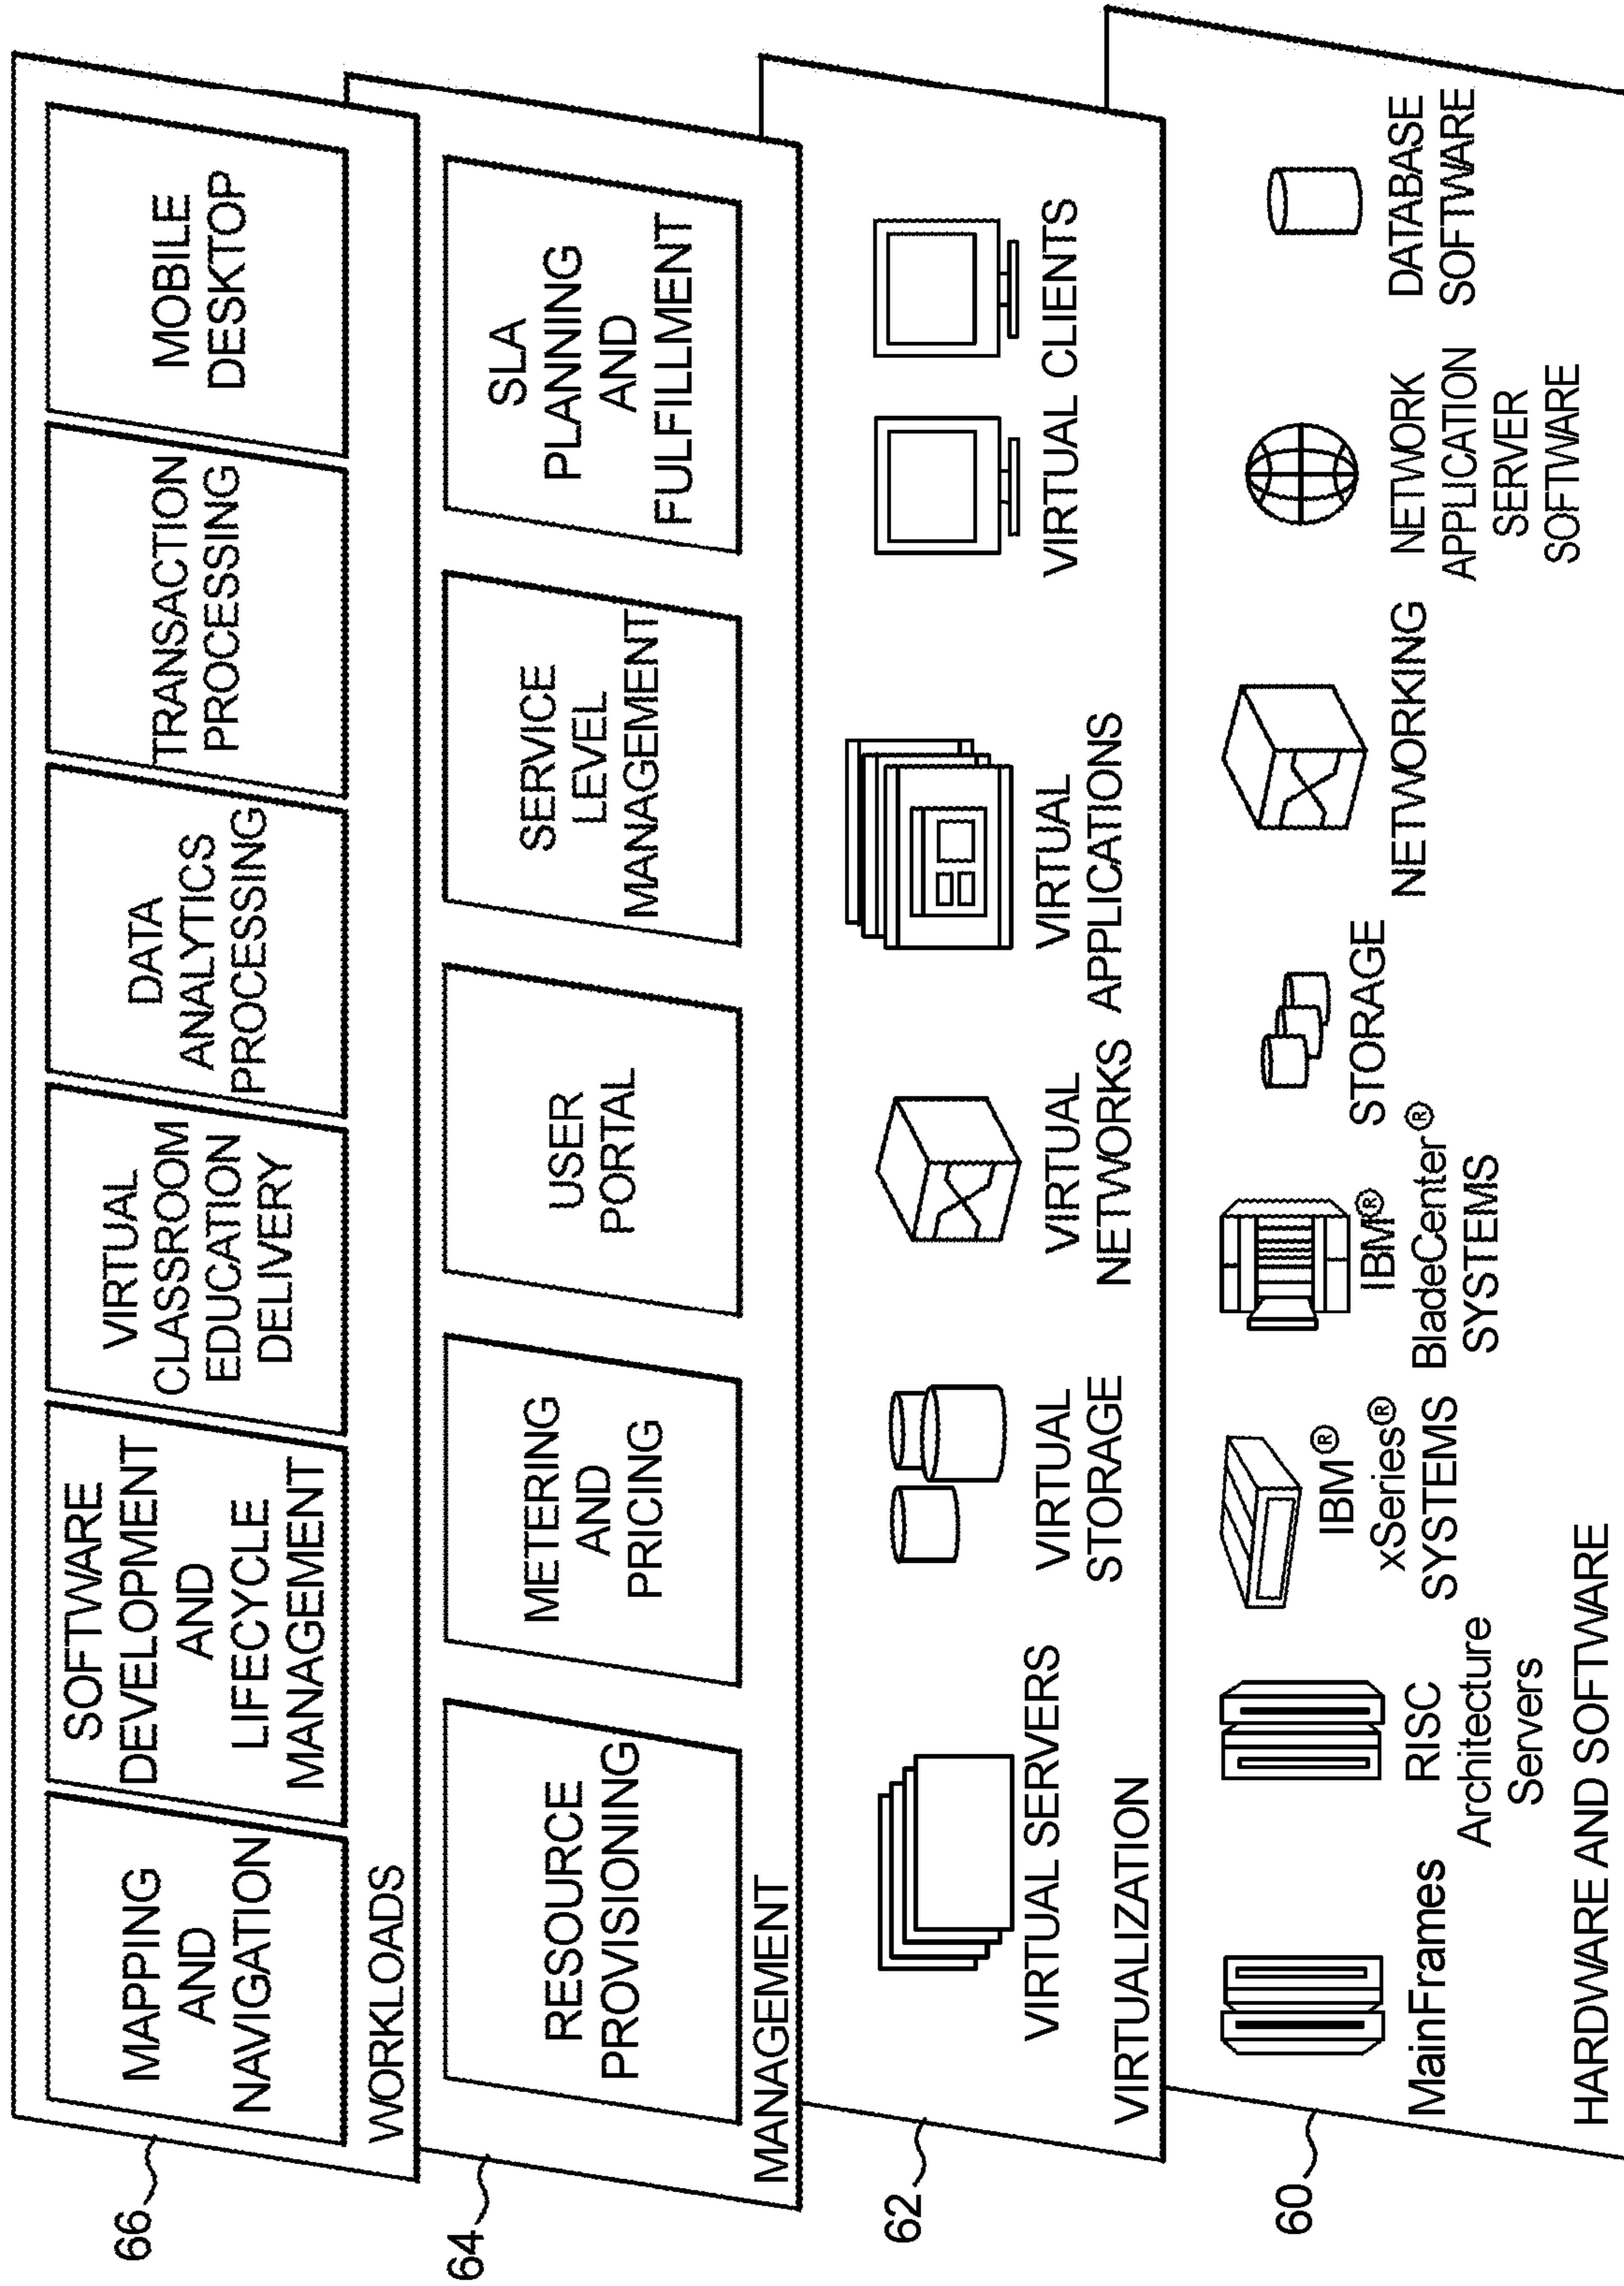 MAPPING
AND
NAVIGATION
SOFTWARE
DEVELOPMENT
AND
LIFECYCLE
MANAGEMENT
VIRTUAL
CLASSROOM
EDUCATION
DELIVERY
DATA
ANALYTICS
PROCESSING
TRANSACTION
PROCESSING
MOBILE
DESKTOP
WORKLOADS
66
RESOURCE
PROVISIONING
METERING
AND
PRICING
USER
PORTAL
SERVICE
LEVEL
MANAGEMENT
SLA
PLANNING
AND
FULFILLMENT
MANAGEMENT
64
VIRTUAL SERVERS
VIRTUAL
STORAGE
VIRTUAL
NETWORKS
VIRTUAL
APPLICATIONS
VIRTUAL CLIENTS
VIRTUALIZATION
62
MainFrames
RISC
Architecture
Servers
IBM®
xSeries®
SYSTEMS
IBM®
BladeCenter®
SYSTEMS
STORAGE
NETWORKING
NETWORK
APPLICATION
SERVER
SOFTWARE
DATABASE
SOFTWARE
HARDWARE AND SOFTWARE
60